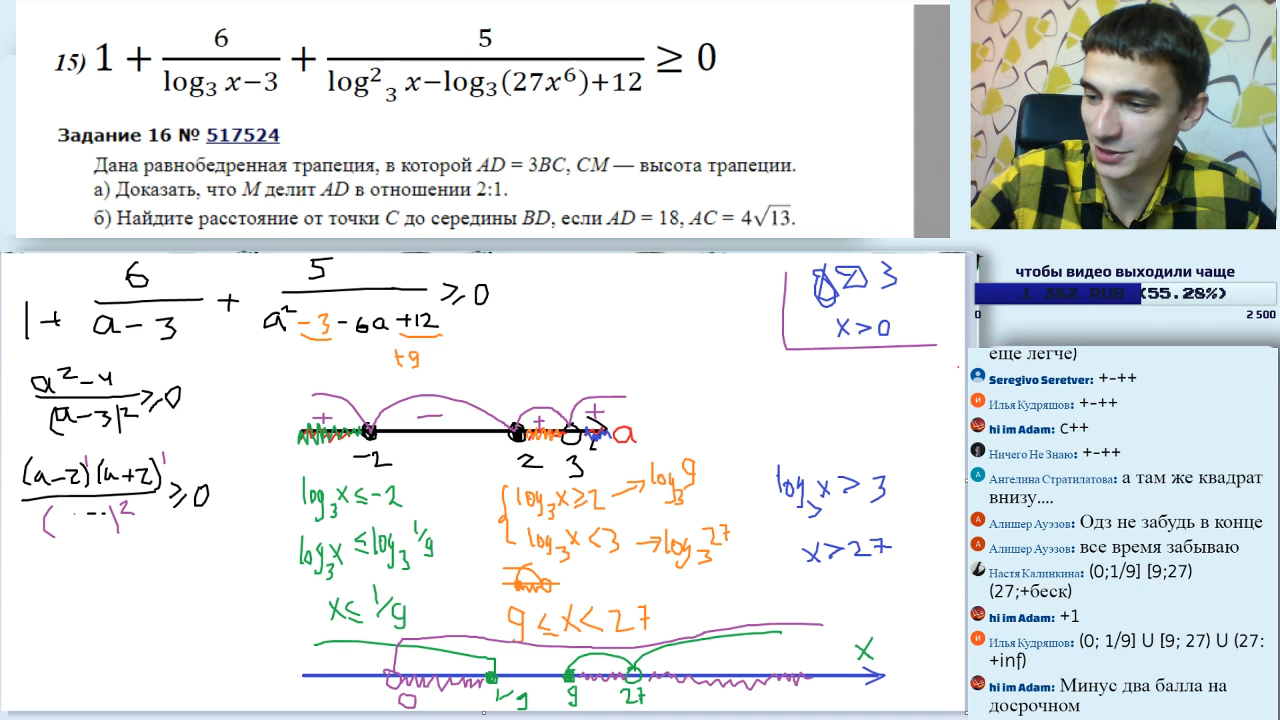 15) 1 + 6/(log₃ x−3) + 5/(log²₃ x−log₃(27x⁶)+12) ≥ 0
Задание 16 № 517524
Дана равнобедренная трапеция, в которой AD = 3BC, CM — высота трапеции.
а) Доказать, что M делит AD в отношении 2:1.
б) Найдите расстояние от точки C до середины BD, если AD = 18, AC = 4√13.
1+ 6/(a−3) + 5/(a² −3 −6a +12) ≥ 0
+9
(a²−4)/(a−3)² ≥ 0
(a−2)¹(a+2)¹/(...)² ≥ 0
3
x>0
+ − + +
−2 2 3 a
log₃x ≤ −2
log₃x ≤ log₃ 1/9
x ≤ 1/9
log₃x ≥ 2 → log₃9
log₃x < 3 → log₃27
9 ≤ x < 27
log₃x > 3
x > 27
x
0 1/9 9 27
чтобы видео выходили чаще
1 382 RUB (55.28%)
0 2 500
еще легче)
Seregivo Seretver: +-++
Илья Кудряшов: +-++
hi im Adam: с++
Ничего Не Знаю: +-++
Ангелина Стратилатова: а там же квадрат
внизу....
Алишер Ауэзов: Одз не забудь в конце
Алишер Ауэзов: все время забываю
Настя Калинкина: (0;1/9] [9;27)
(27;+беск)
hi im Adam: +1
Илья Кудряшов: (0; 1/9] U [9; 27) U (27:
+inf)
hi im Adam: Минус два балла на
досрочном